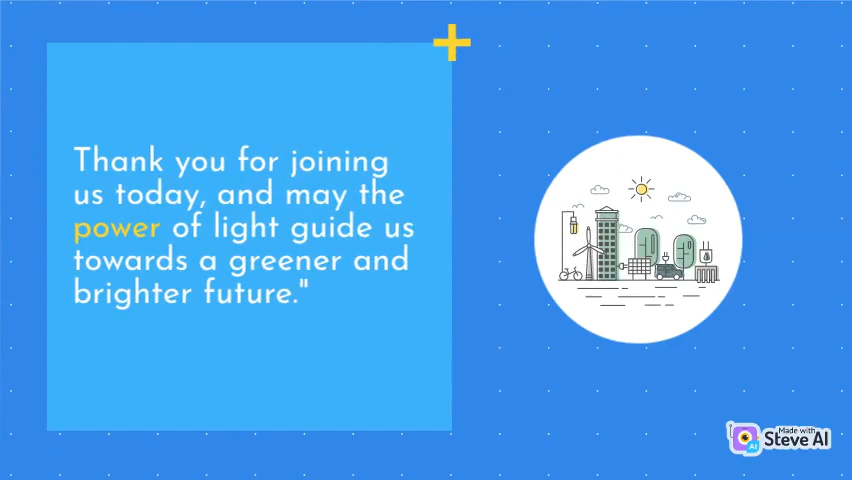 Thank you for joining
us today, and may the
power of light guide us
towards a greener and
brighter future."
Made with
Steve AI
AI